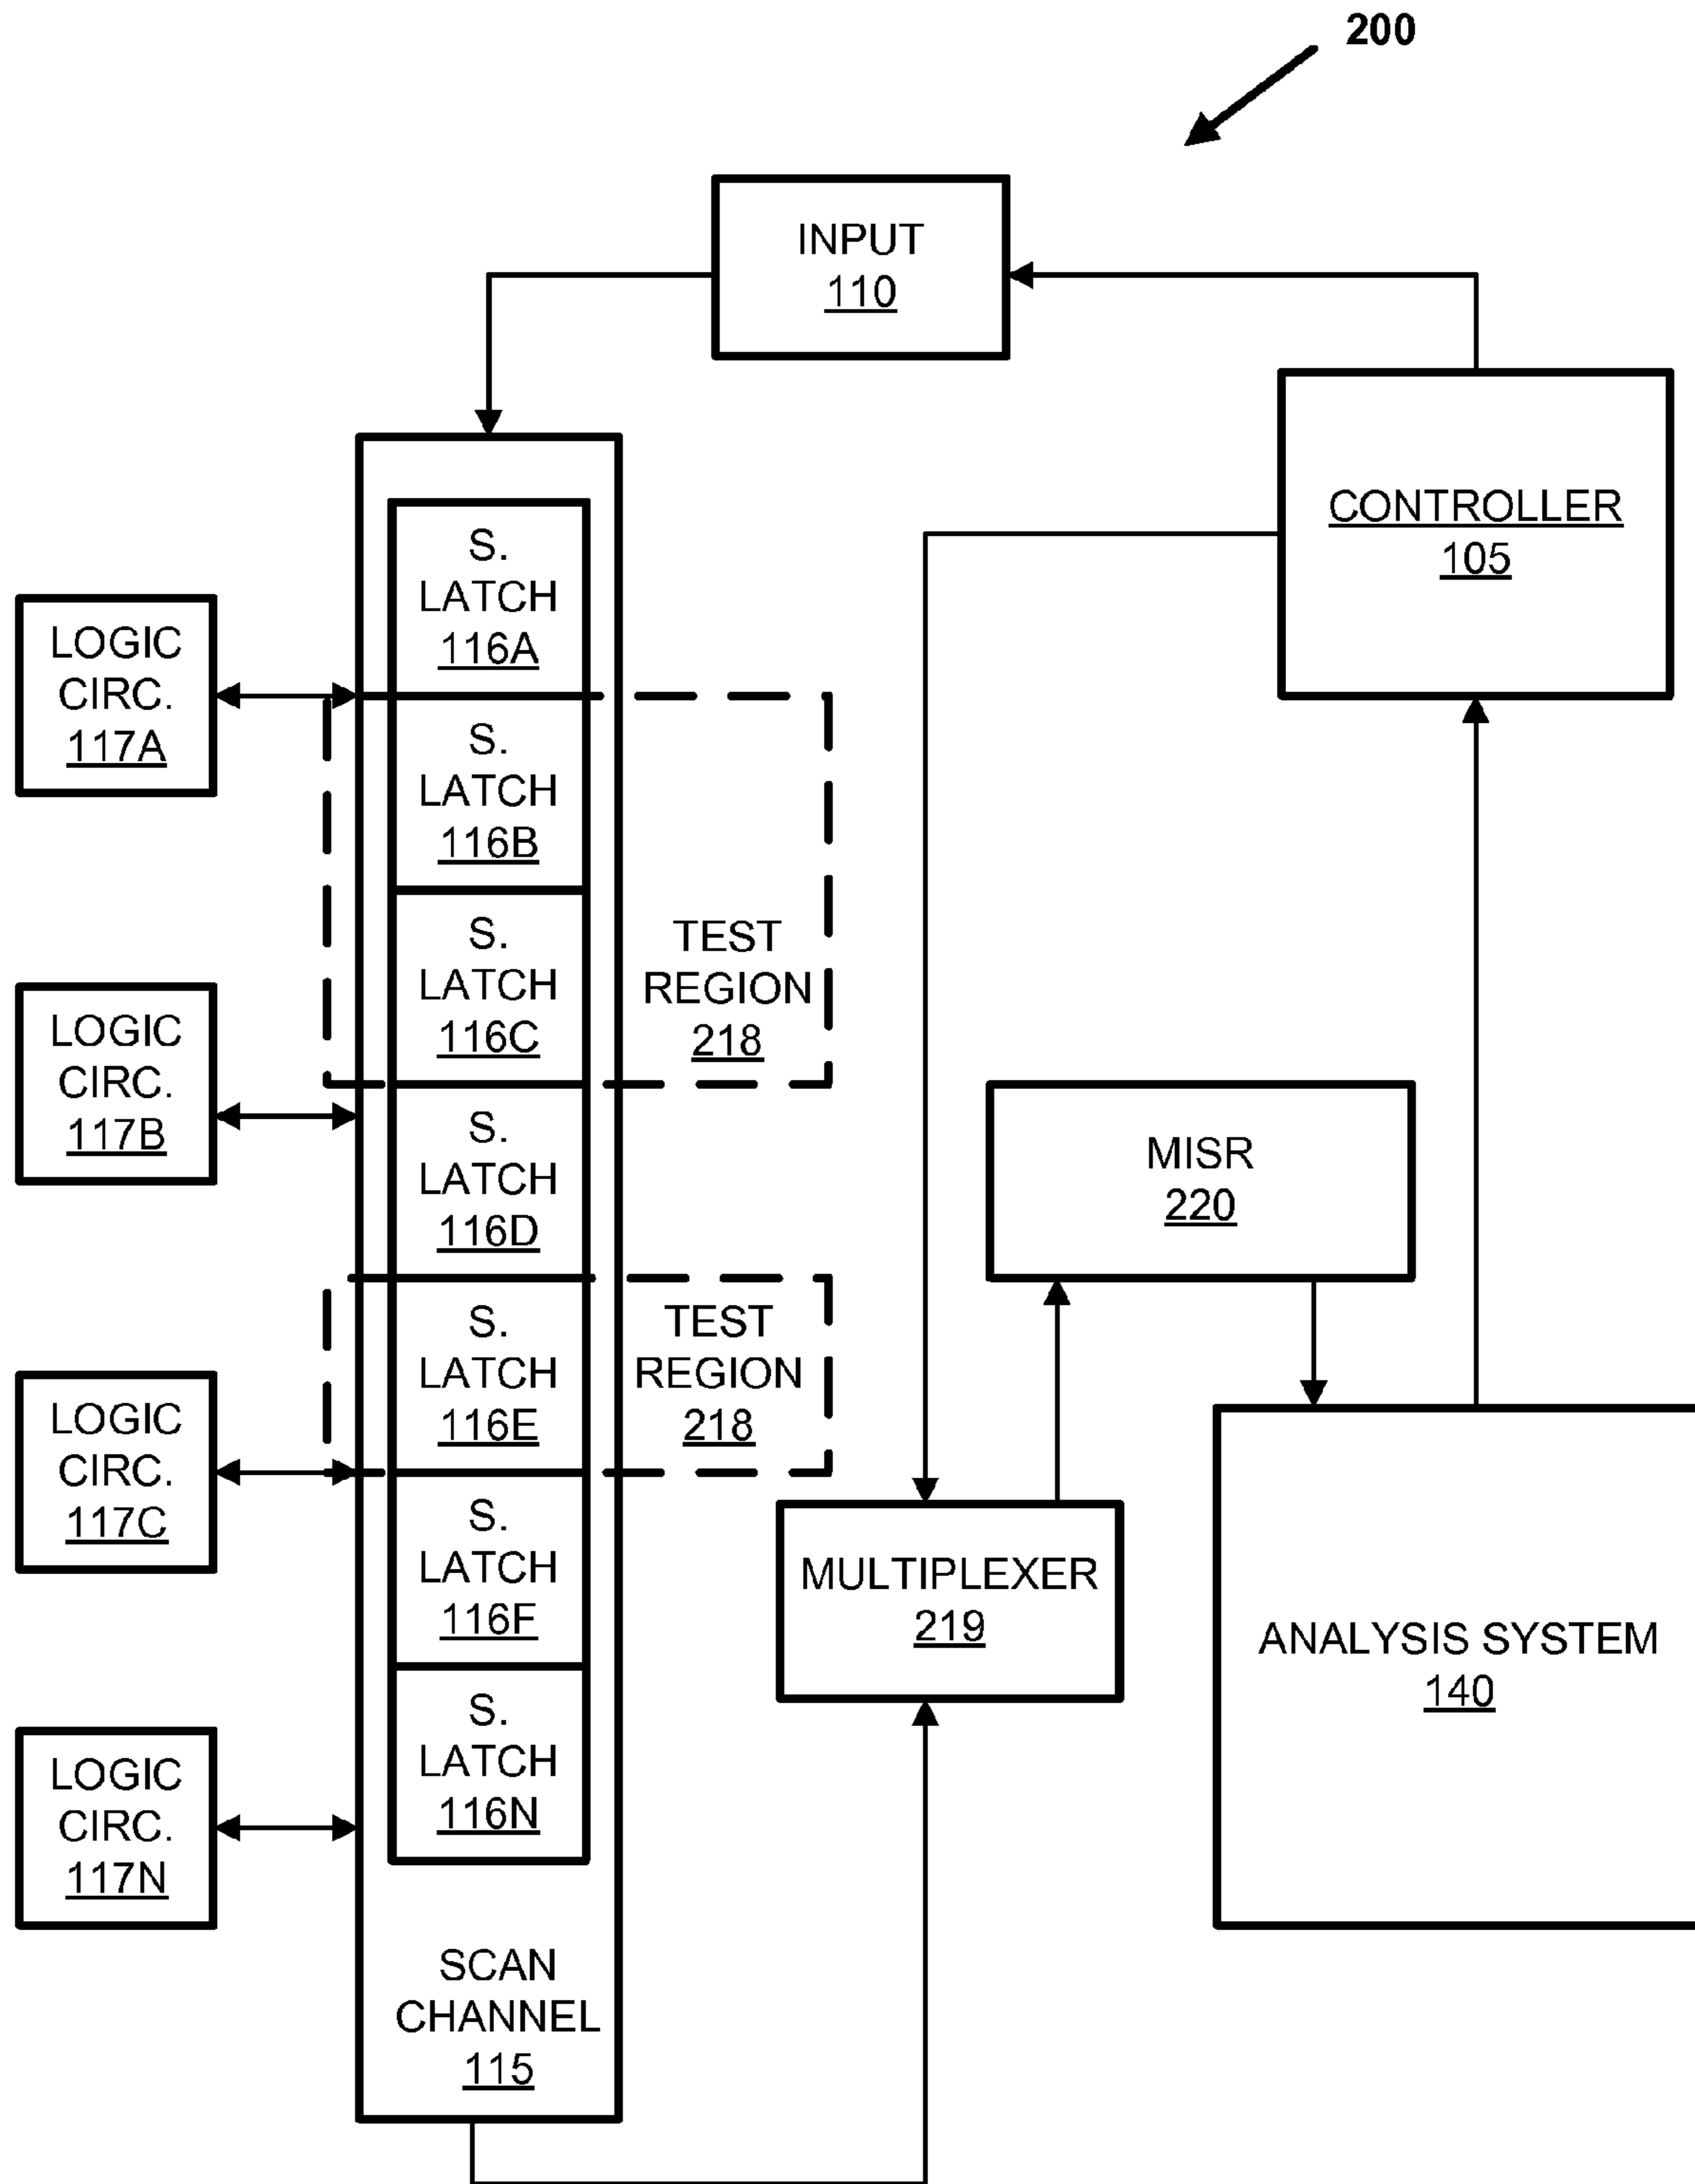 200
INPUT
110
CONTROLLER
105
S.
LATCH
116A
LOGIC
CIRC.
117A
S.
LATCH
116B
S.
LATCH
116C
TEST
REGION
218
LOGIC
CIRC.
117B
S.
LATCH
116D
MISR
220
S.
LATCH
116E
TEST
REGION
218
LOGIC
CIRC.
117C
S.
LATCH
116F
MULTIPLEXER
219
ANALYSIS SYSTEM
140
S.
LATCH
116N
LOGIC
CIRC.
117N
SCAN
CHANNEL
115